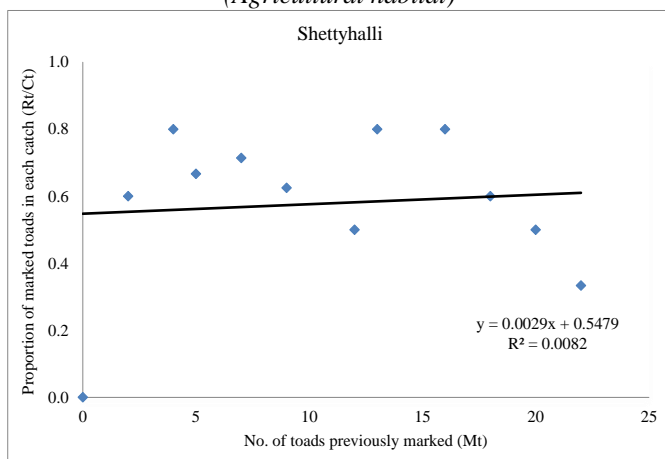 (Agricultural habitat)
Shettyhalli
Proportion of marked toads in each catch (Rt/Ct)
1.0
0.8
0.6
0.4
0.2
0.0
y = 0.0029x + 0.5479
R² = 0.0082
0 5 10 15 20 25
No. of toads previously marked (Mt)